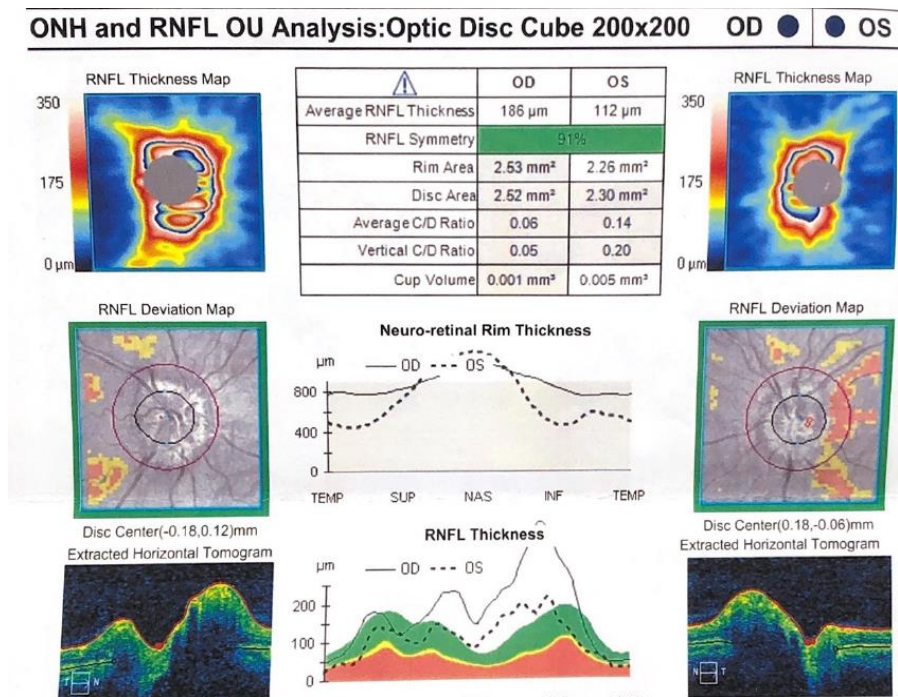 ONH and RNFL OU Analysis:Optic Disc Cube 200x200 OD OS
RNFL Thickness Map
350
175
0 µm
OD OS
Average RNFL Thickness 186 µm 112 µm
RNFL Symmetry 91%
Rim Area 2.53 mm² 2.26 mm²
Disc Area 2.52 mm² 2.30 mm²
Average C/D Ratio 0.06 0.14
Vertical C/D Ratio 0.05 0.20
Cup Volume 0.001 mm³ 0.005 mm³
RNFL Thickness Map
350
175
0 µm
RNFL Deviation Map
Disc Center(-0.18,0.12)mm
Extracted Horizontal Tomogram
T N
Neuro-retinal Rim Thickness
µm OD OS
800
400
0
TEMP SUP NAS INF TEMP
RNFL Thickness
µm OD OS
200
100
0
RNFL Deviation Map
Disc Center(0.18,-0.06)mm
Extracted Horizontal Tomogram
N T